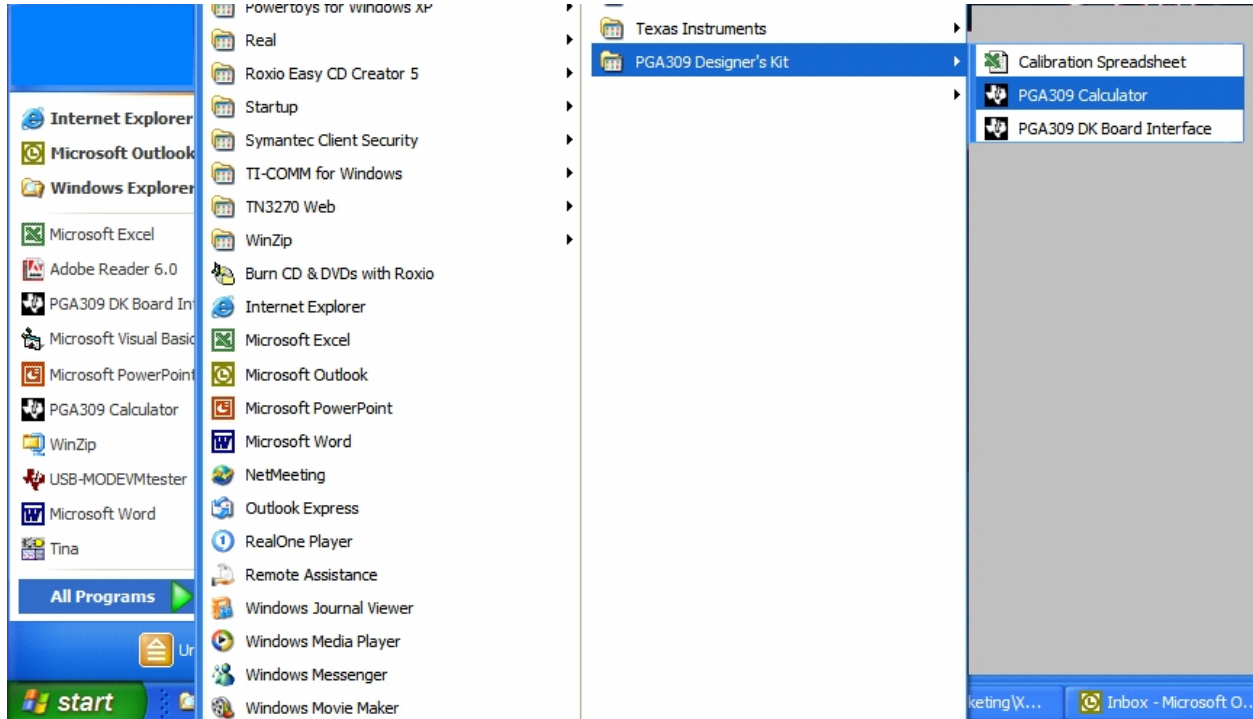 Internet Explorer
Microsoft Outlook
Windows Explorer
Microsoft Excel
Adobe Reader 6.0
PGA309 DK Board In
Microsoft Visual Basic
Microsoft PowerPoint
PGA309 Calculator
WinZip
USB-MODEVMtester
Microsoft Word
Tina
All Programs
start
Powertoys for Windows XP
Real
Roxio Easy CD Creator 5
Startup
Symantec Client Security
TI-COMM for Windows
TN3270 Web
WinZip
Burn CD & DVDs with Roxio
Internet Explorer
Microsoft Excel
Microsoft Outlook
Microsoft PowerPoint
Microsoft Word
NetMeeting
Outlook Express
RealOne Player
Remote Assistance
Windows Journal Viewer
Windows Media Player
Windows Messenger
Windows Movie Maker
Texas Instruments
PGA309 Designer's Kit
Calibration Spreadsheet
PGA309 Calculator
PGA309 DK Board Interface
keting\X...
Inbox - Microsoft O...